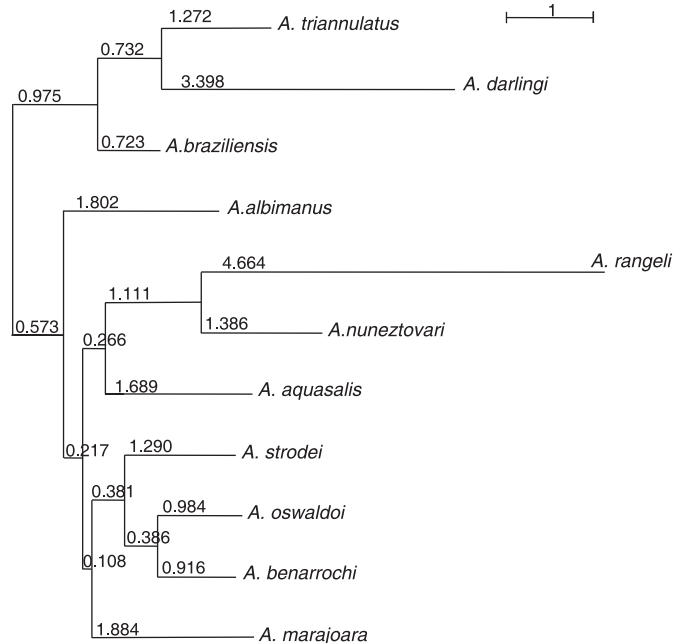 1
1.272
A. triannulatus
0.732
3.398
A. darlingi
0.975
0.723
A.braziliensis
1.802
A.albimanus
4.664
A. rangeli
1.111
1.386
A.nuneztovari
0.573
0.266
1.689
A. aquasalis
0.217
1.290
A. strodei
0.381
0.984
A. oswaldoi
0.386
0.916
A. benarrochi
0.108
1.884
A. marajoara